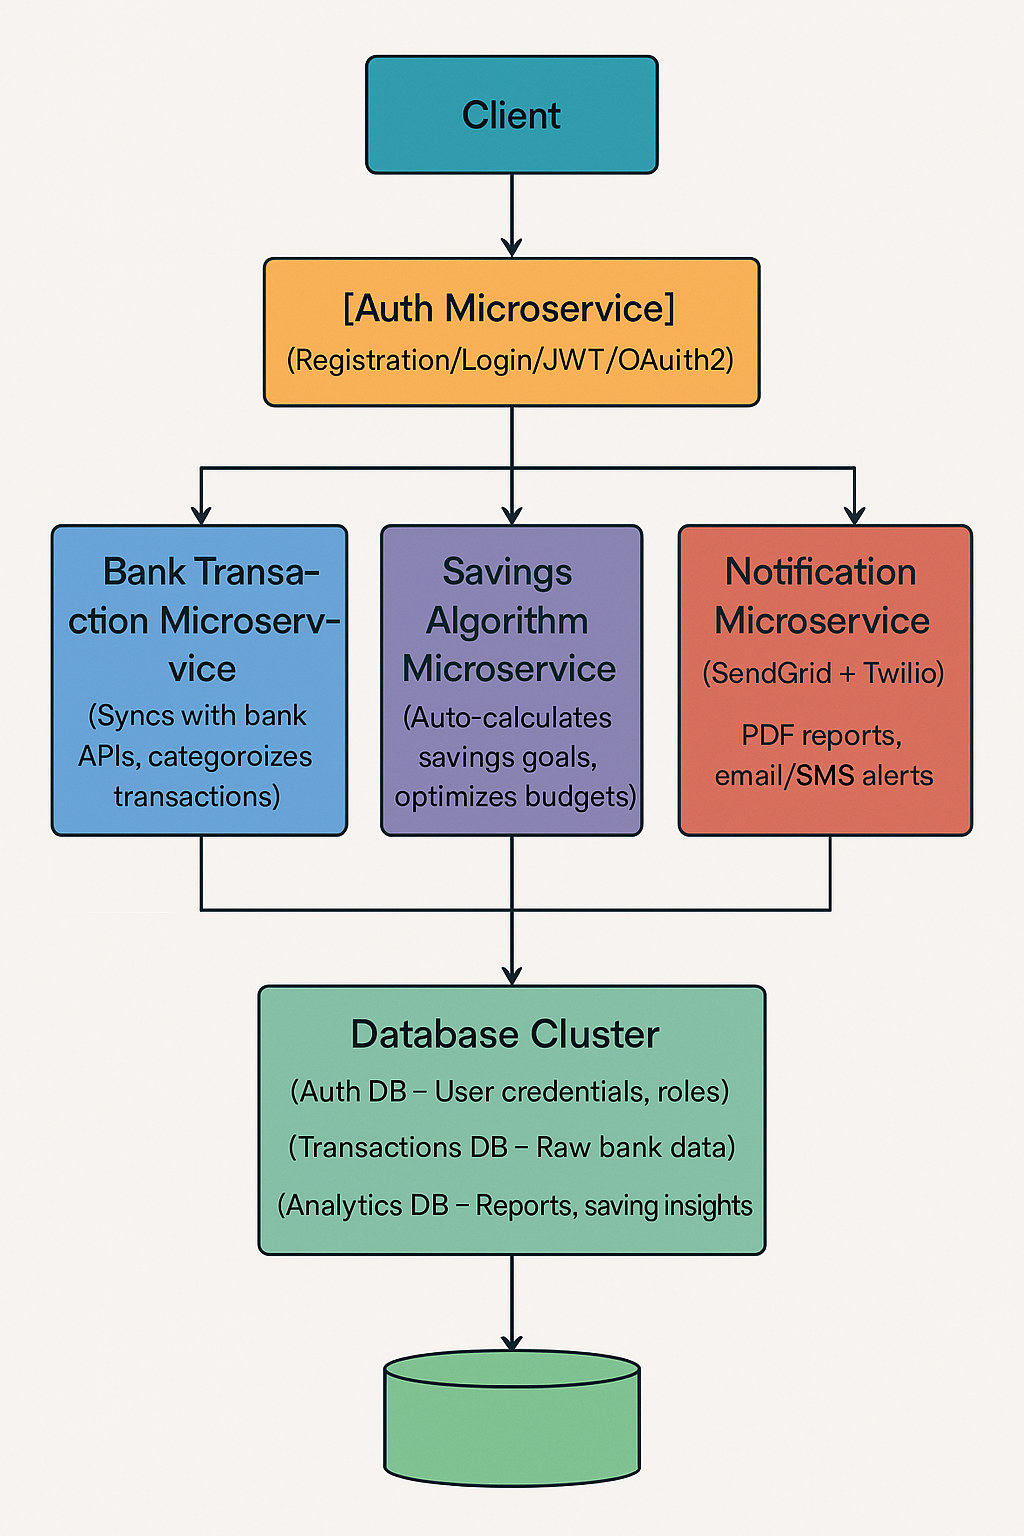 Client
[Auth Microservice]
(Registration/Login/JWT/OAuith2)
Bank Transa-
ction Microserv-
vice
(Syncs with bank
APIs, categoroizes
transactions)
Savings
Algorithm
Microservice
(Auto-calculates
savings goals,
optimizes budgets)
Notification
Microservice
(SendGrid + Twilio)
PDF reports,
email/SMS alerts
Database Cluster
(Auth DB – User credentials, roles)
(Transactions DB – Raw bank data)
(Analytics DB – Reports, saving insights